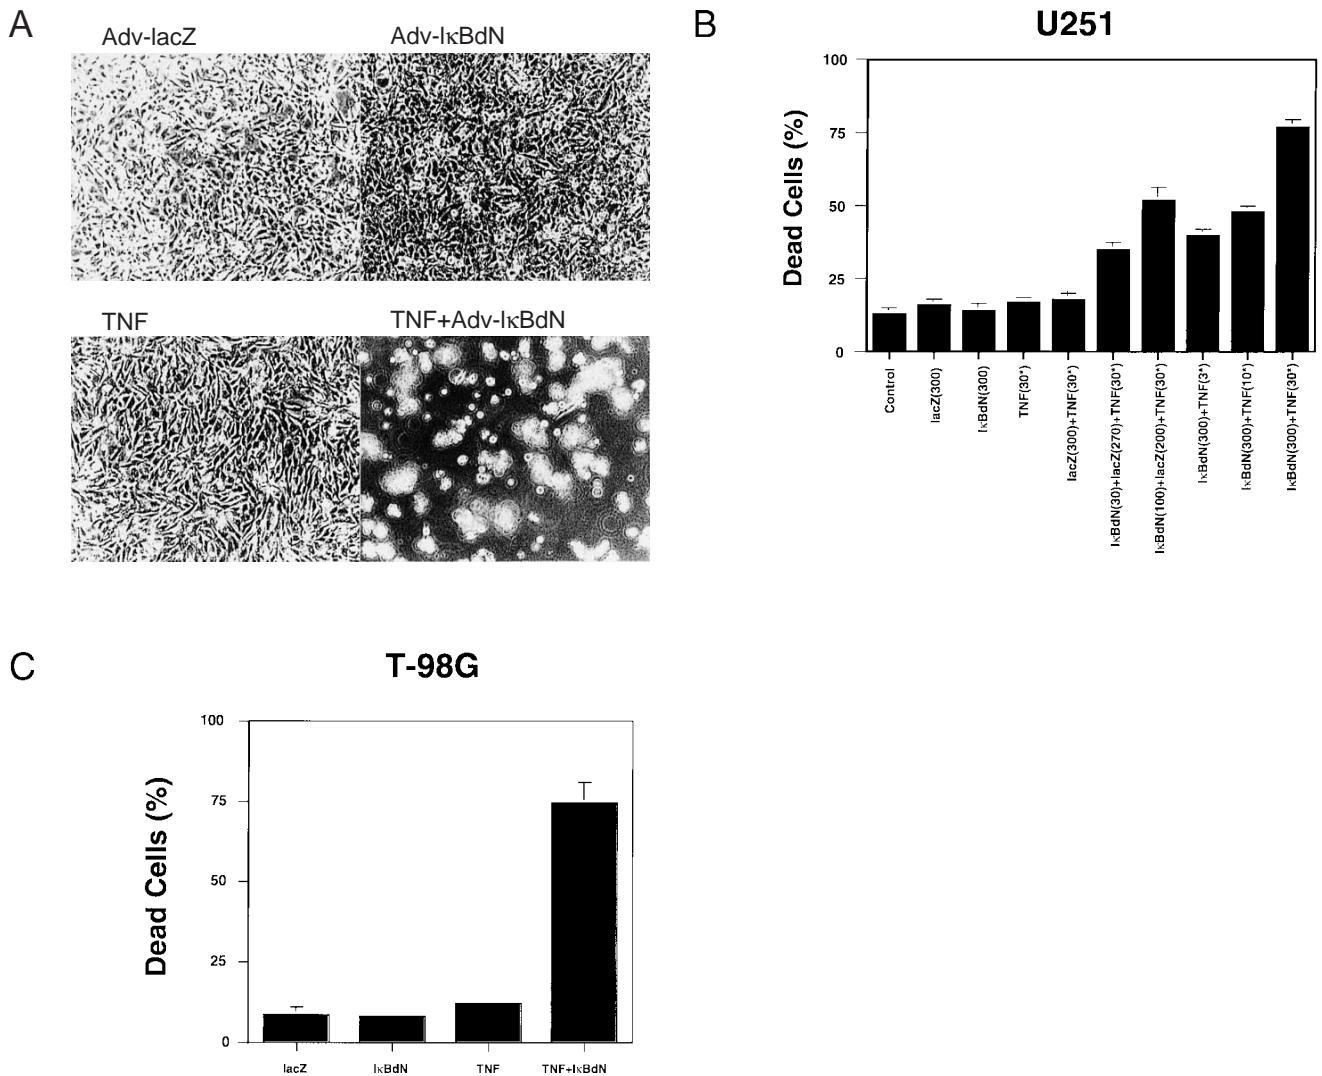 A
Adv-lacZ
Adv-IκBdN
TNF
TNF+Adv-IκBdN
B
U251
Dead Cells (%)
100
75
50
25
0
Control
lacZ(300)
IκBdN(300)
TNF(30*)
lacZ(300)+TNF(30*)
IκBdN(30)+lacZ(270)+TNF(30*)
IκBdN(100)+lacZ(200)+TNF(30*)
IκBdN(300)+TNF(3*)
IκBdN(300)+TNF(10*)
IκBdN(300)+TNF(30*)
C
T-98G
Dead Cells (%)
100
75
50
25
0
lacZ
IκBdN
TNF
TNF+IκBdN